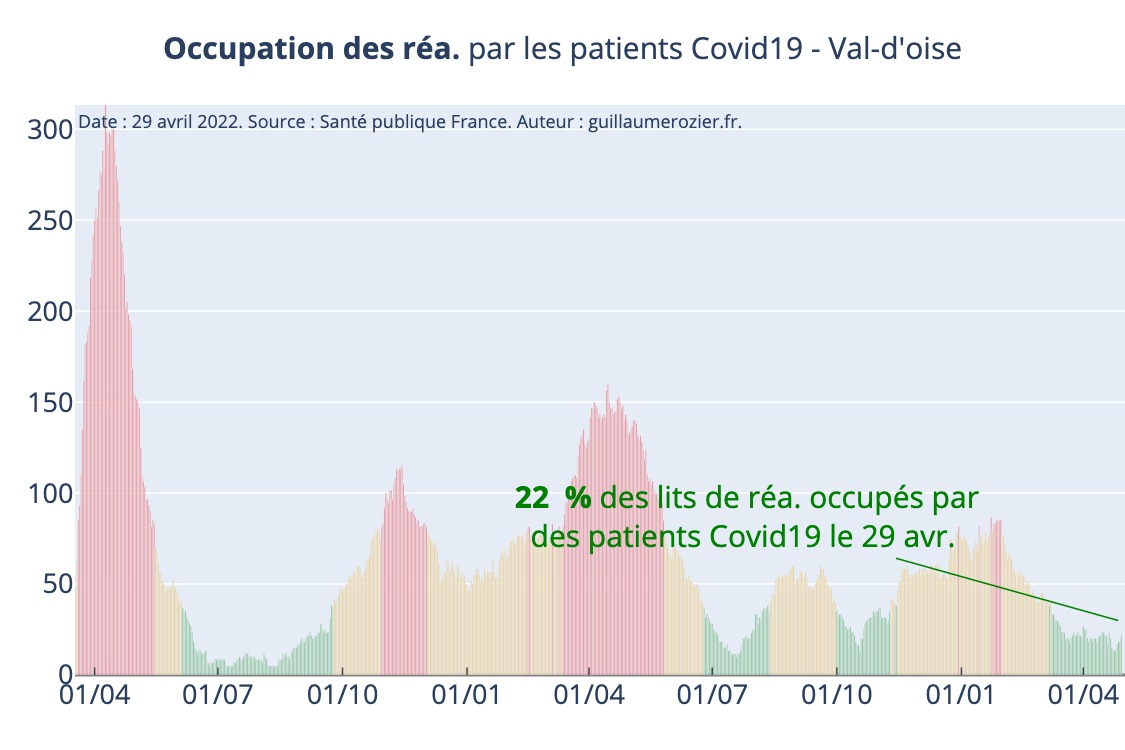 Occupation des réa. par les patients Covid19 - Val-d'oise
Date : 29 avril 2022. Source : Santé publique France. Auteur : guillaumerozier.fr.
300
250
200
150
100
50
0
22 % des lits de réa. occupés par
des patients Covid19 le 29 avr.
01/04 01/07 01/10 01/01 01/04 01/07 01/10 01/01 01/04